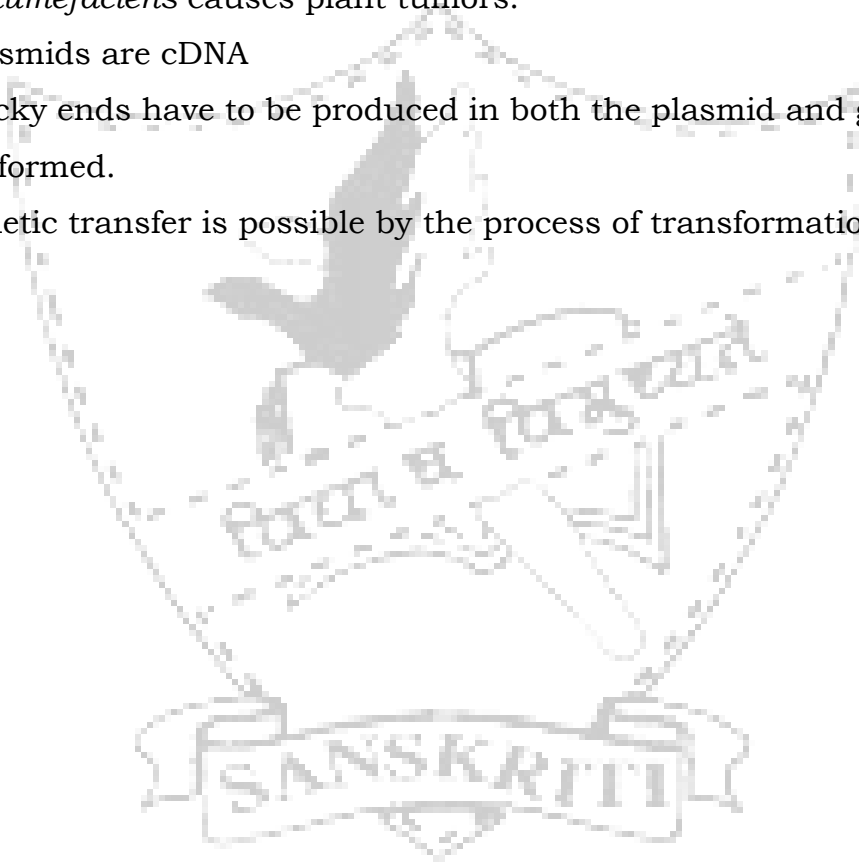 causes plant tumors.
smids are cDNA
cky ends have to be produced in both the plasmid and
formed.
etic transfer is possible by the process of transformatio
SANSKRITI